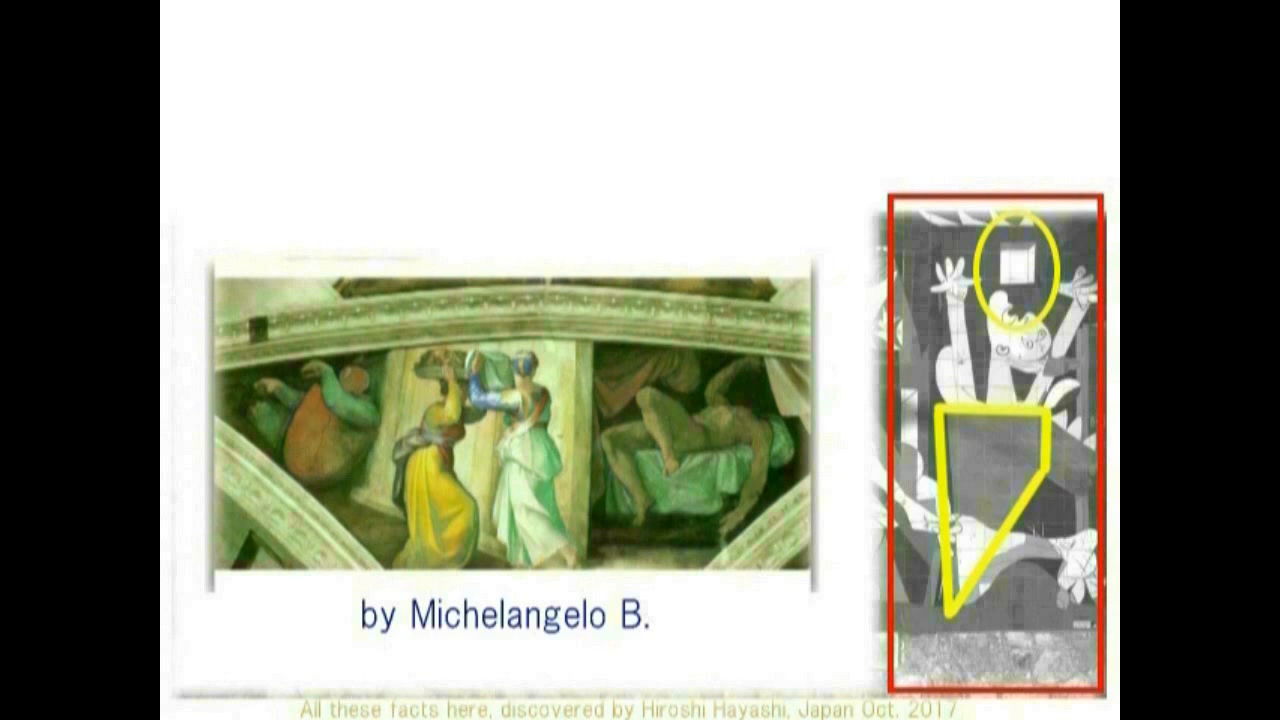 by Michelangelo B.
All these facts here, discovered by Hiroshi Hayashi, Japan Oct. 2017